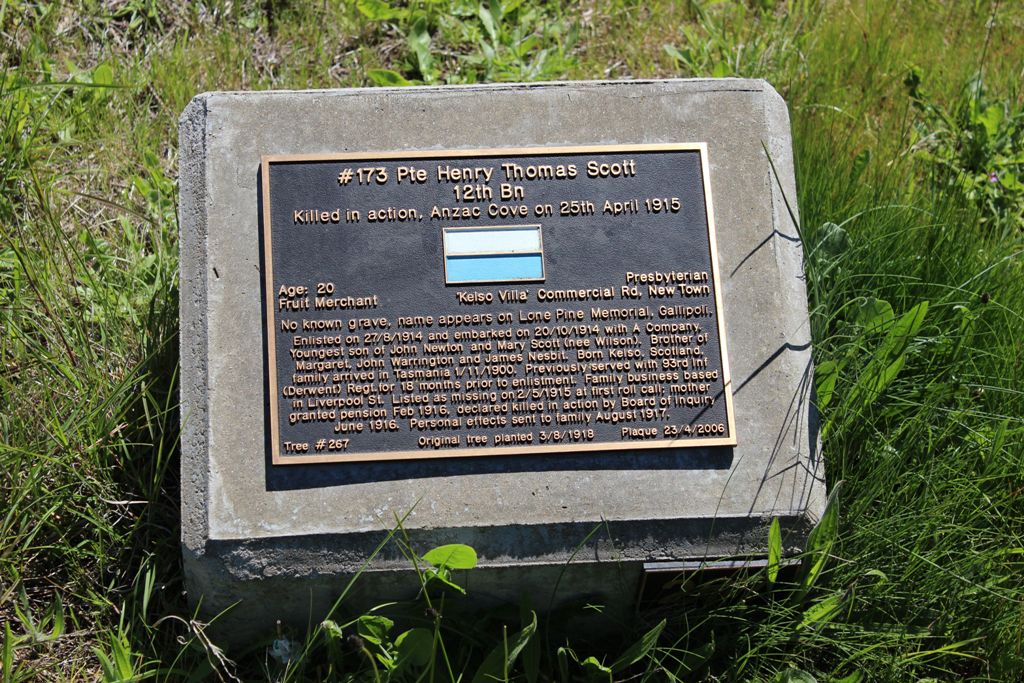 #173 Pte Henry Thomas Scott
12th Bn
Killed in action, Anzac Cove on 25th April 1915
Age: 20
Presbyterian
Fruit Merchant
'Kelso Villa' Commercial Rd, New Town
No known grave, name appears on Lone Pine Memorial, Gallipoli.
Enlisted on 27/8/1914 and embarked on 20/10/1914 with A Company.
Youngest son of John Newton and Mary Scott (nee Wilson). Brother of
Margaret, John Warrington and James Nesbit. Born Kelso, Scotland,
family arrived in Tasmania 1/11/1900. Previously served with 93rd Inf
(Derwent) Regt.for 18 months prior to enlistment. Family business based
in Liverpool St. Listed as missing on 2/5/1915 at first roll call; mother
granted pension Feb 1916, declared killed in action by Board of Inquiry
June 1916. Personal effects sent to family August 1917.
Tree #267 Original tree planted 3/8/1918 Plaque 23/4/2006